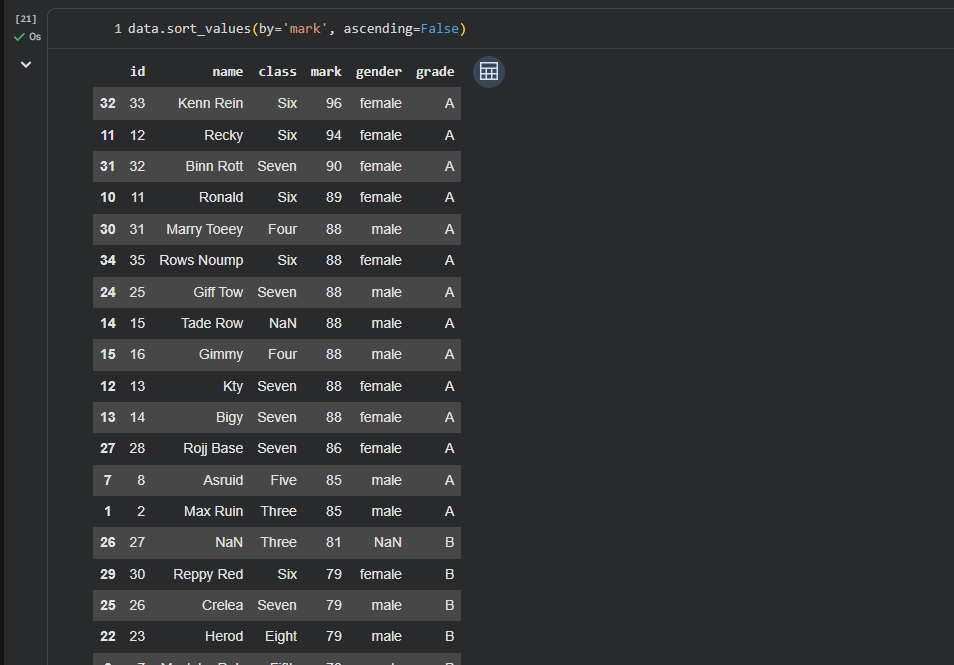 [21]
0s
1 data.sort_values(by='mark', ascending=False)
id name class mark gender grade
32 33 Kenn Rein Six 96 female A
11 12 Recky Six 94 female A
31 32 Binn Rott Seven 90 female A
10 11 Ronald Six 89 female A
30 31 Marry Toeey Four 88 male A
34 35 Rows Noump Six 88 female A
24 25 Giff Tow Seven 88 male A
14 15 Tade Row NaN 88 male A
15 16 Gimmy Four 88 male A
12 13 Kty Seven 88 female A
13 14 Bigy Seven 88 female A
27 28 Rojj Base Seven 86 female A
7 8 Asruid Five 85 male A
1 2 Max Ruin Three 85 male A
26 27 NaN Three 81 NaN B
29 30 Reppy Red Six 79 female B
25 26 Crelea Seven 79 male B
22 23 Herod Eight 79 male B